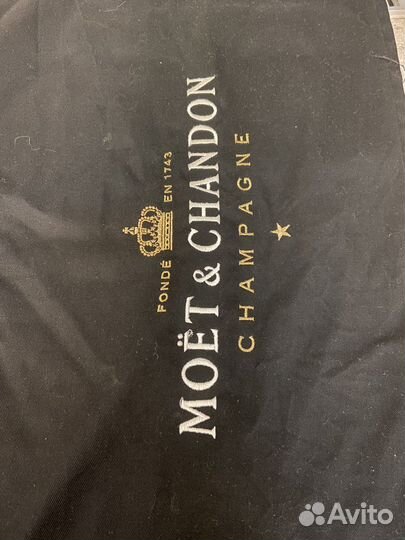 FONDÉ EN 1743
MOËT & CHANDON
CHAMPAGNE
Avito